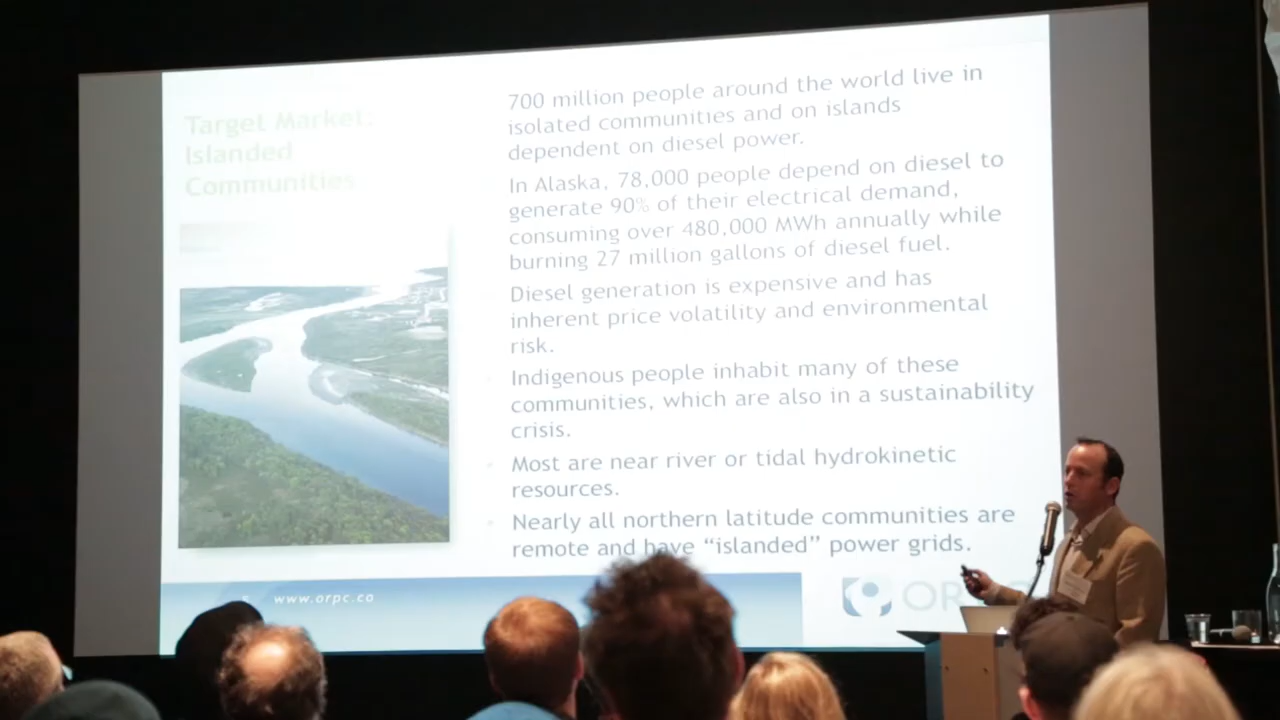 Target Market:
Islanded
Communities
700 million people around the world live in
isolated communities and on islands
dependent on diesel power.
In Alaska, 78,000 people depend on diesel to
generate 90% of their electrical demand,
consuming over 480,000 MWh annually while
burning 27 million gallons of diesel fuel.
Diesel generation is expensive and has
inherent price volatility and environmental
risk.
Indigenous people inhabit many of these
communities, which are also in a sustainability
crisis.
Most are near river or tidal hydrokinetic
resources.
Nearly all northern latitude communities are
remote and have “islanded” power grids.
5 www.orpc.co